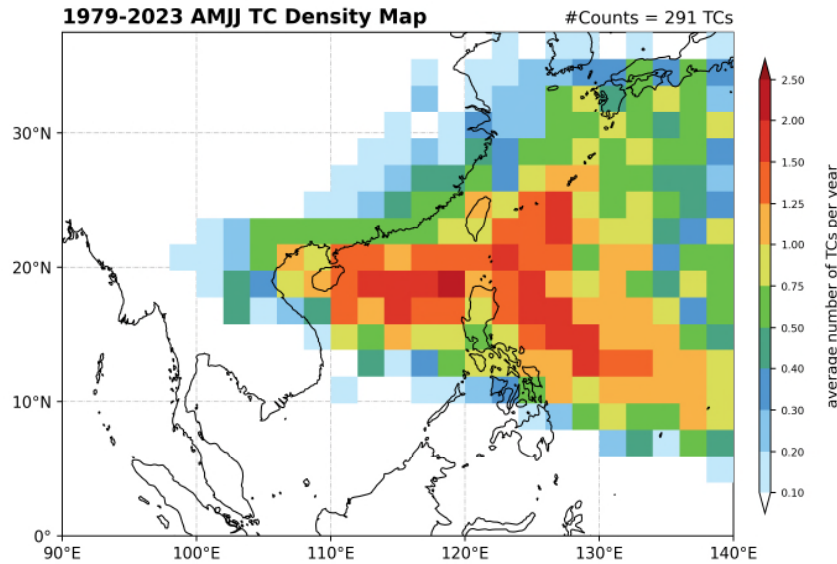 1979-2023 AMJJ TC Density Map
#Counts = 291 TCs
30°N
20°N
10°N
0°
90°E
100°E
110°E
120°E
130°E
140°E
2.50
2.00
1.50
1.25
1.00
0.75
0.50
0.40
0.30
0.20
0.10
average number of TCs per year